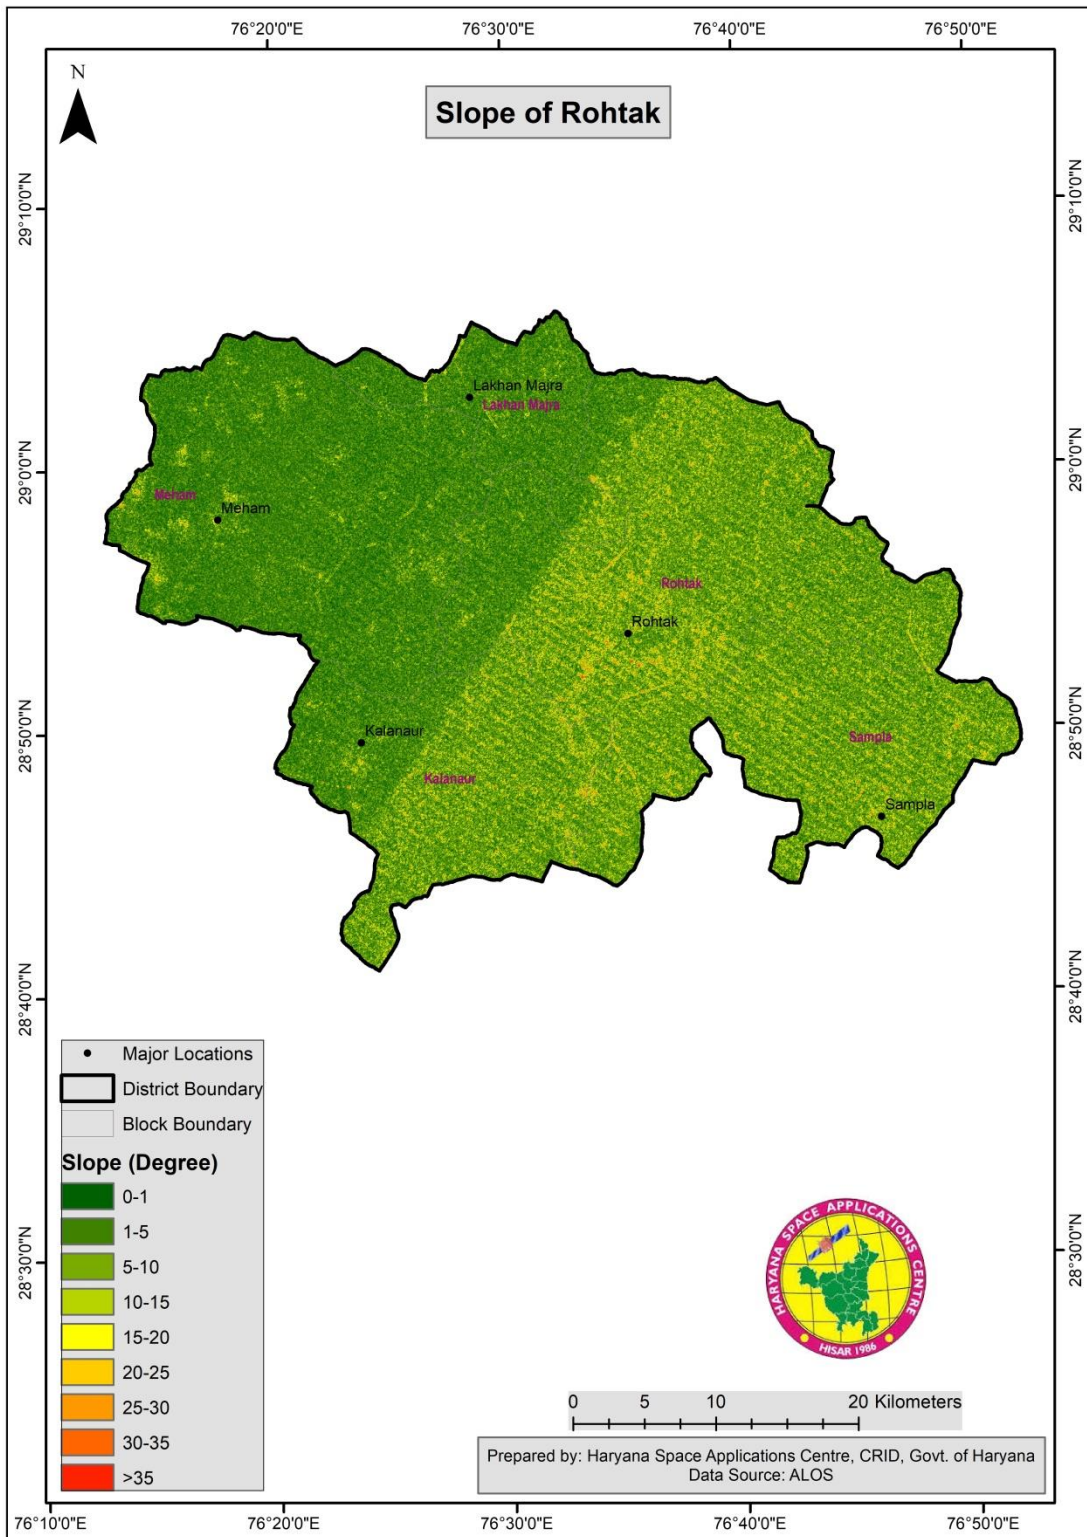 76°20'0"E 76°30'0"E 76°40'0"E 76°50'0"E
N
Slope of Rohtak
29°10'0"N
29°10'0"N
Lakhan Majra
Lakhan Majra
29°0'0"N
29°0'0"N
Meham
Meham
Rohtak
Rohtak
28°50'0"N
28°50'0"N
Kalanaur
Sampla
Kalanaur
Sampla
28°40'0"N
28°40'0"N
Major Locations
District Boundary
Block Boundary
Slope (Degree)
0-1
1-5
5-10
10-15
15-20
20-25
25-30
30-35
>35
28°30'0"N
28°30'0"N
HARYANA SPACE APPLICATIONS CENTRE
HISAR 1986
0 5 10 20 Kilometers
Prepared by: Haryana Space Applications Centre, CRID, Govt. of Haryana
Data Source: ALOS
76°10'0"E 76°20'0"E 76°30'0"E 76°40'0"E 76°50'0"E